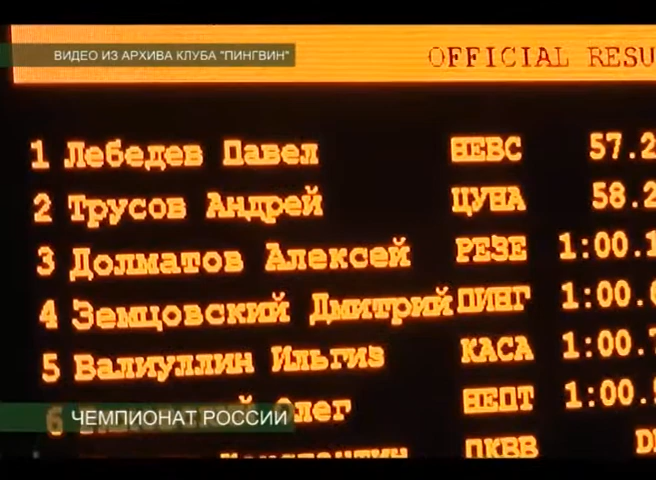 ВИДЕО ИЗ АРХИВА КЛУБА "ПИНГВИН"
OFFICIAL
1 Лебедев Павел НЕВС 57.2
2 Трусов Андрей ЦУНА 58.2
3 Долматов Алексей РЕЗЕ 1:00.1
4 Земцовский Дмитрий ПИНГ 1:00.
5 Валиуллин Ильгиз КАСА 1:00.7
6 Олег НЕПТ 1:00.
ЧЕМПИОНАТ РОССИИ
Константин ПКВВ